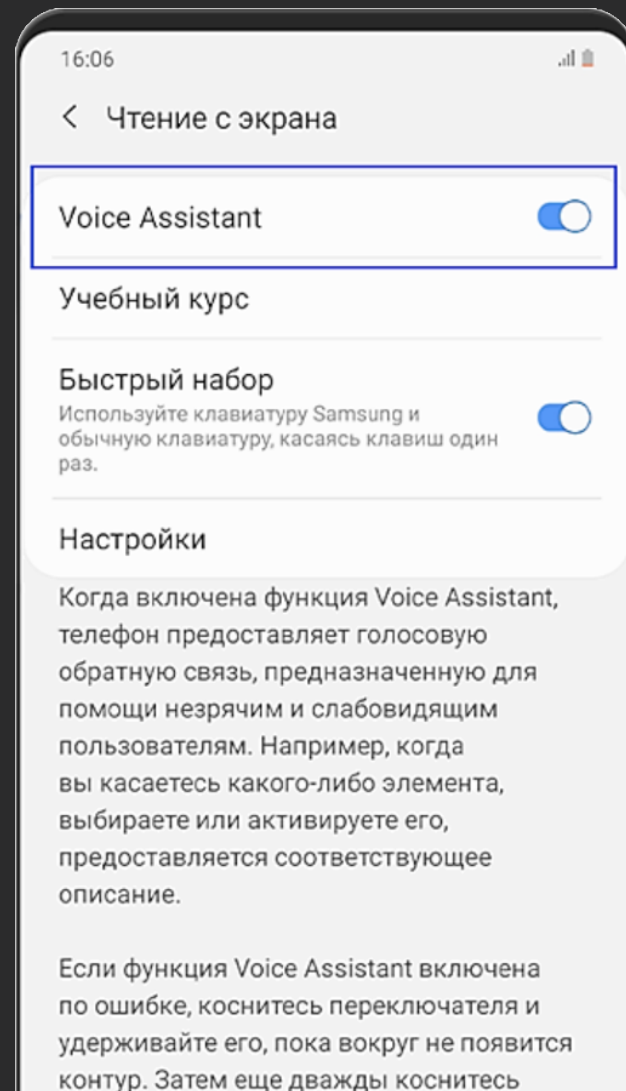 16:06
Чтение с экрана
Voice Assistant
Учебный курс
Быстрый набор
Используйте клавиатуру Samsung и
обычную клавиатуру, касаясь клавиш один
раз.
Настройки
Когда включена функция Voice Assistant,
телефон предоставляет голосовую
обратную связь, предназначенную для
помощи незрячим и слабовидящим
пользователям. Например, когда
вы касаетесь какого-либо элемента,
выбираете или активируете его,
предоставляется соответствующее
описание.
Если функция Voice Assistant включена
по ошибке, коснитесь переключателя и
удерживайте его, пока вокруг не появится
контур. Затем еще дважды коснитесь